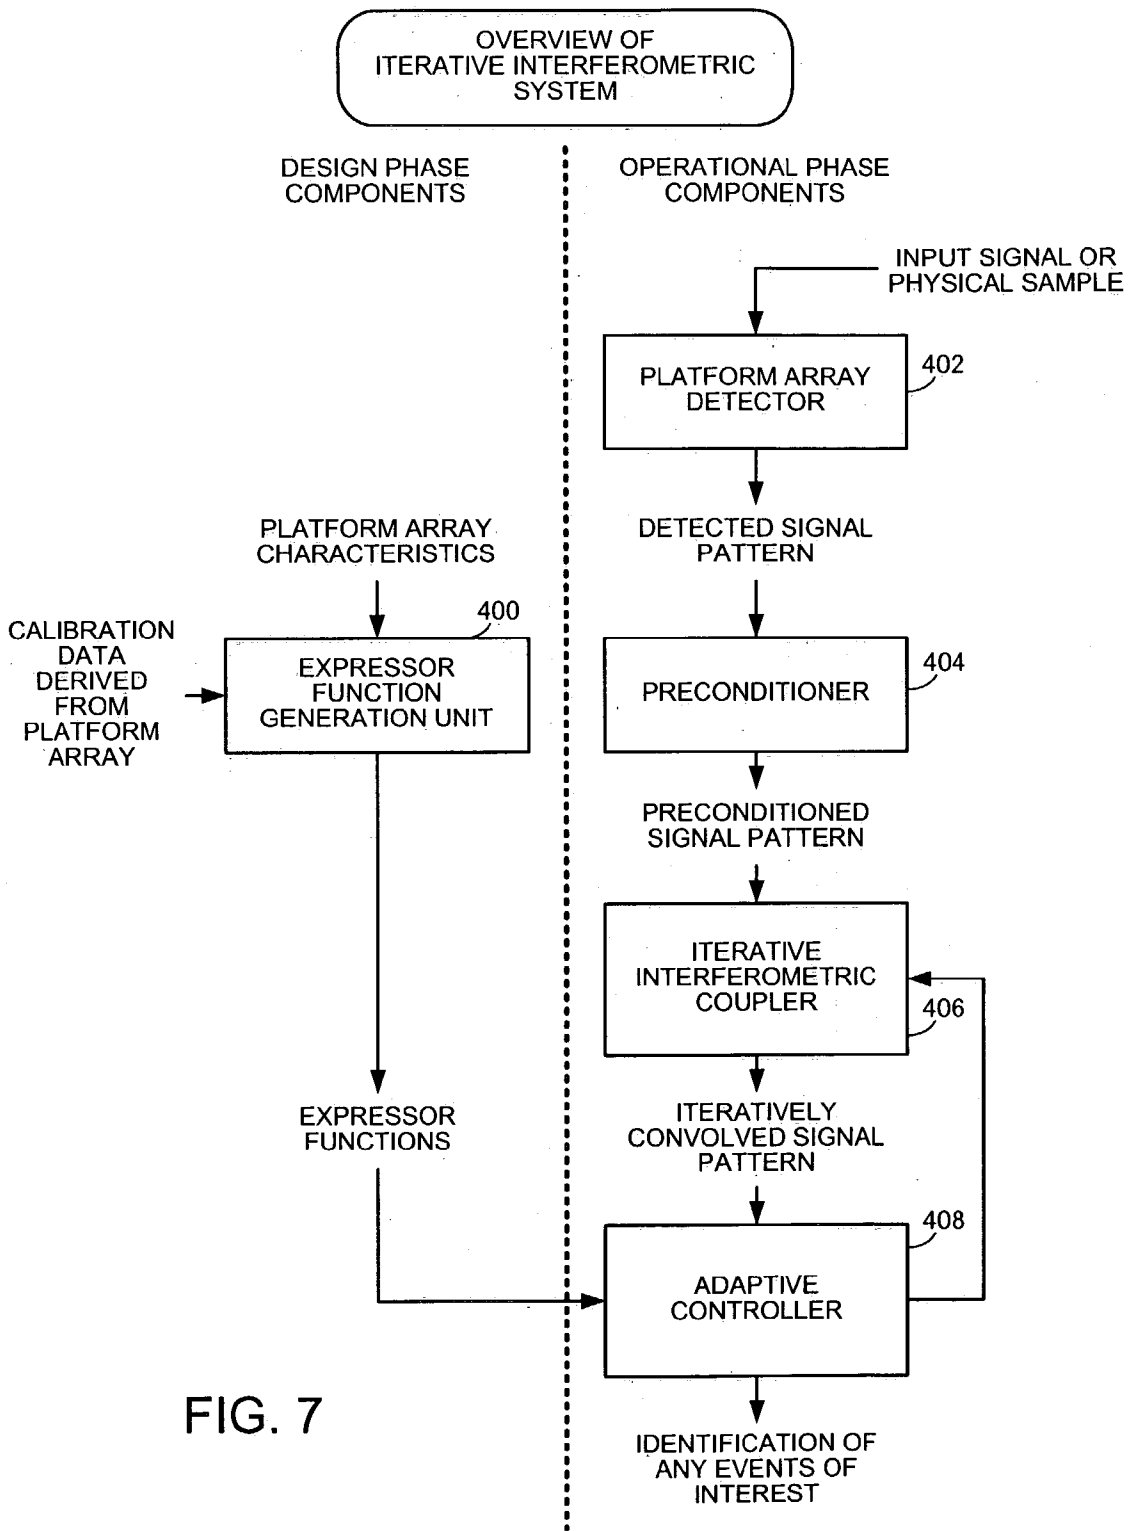 OVERVIEW OF
ITERATIVE INTERFEROMETRIC
SYSTEM
DESIGN PHASE
COMPONENTS
OPERATIONAL PHASE
COMPONENTS
INPUT SIGNAL OR
PHYSICAL SAMPLE
PLATFORM ARRAY
DETECTOR
402
DETECTED SIGNAL
PATTERN
PLATFORM ARRAY
CHARACTERISTICS
CALIBRATION
DATA
DERIVED
FROM
PLATFORM
ARRAY
400
EXPRESSOR
FUNCTION
GENERATION UNIT
PRECONDITIONER
404
PRECONDITIONED
SIGNAL PATTERN
ITERATIVE
INTERFEROMETRIC
COUPLER
406
EXPRESSOR
FUNCTIONS
ITERATIVELY
CONVOLVED SIGNAL
PATTERN
408
ADAPTIVE
CONTROLLER
IDENTIFICATION OF
ANY EVENTS OF
INTEREST
FIG. 7